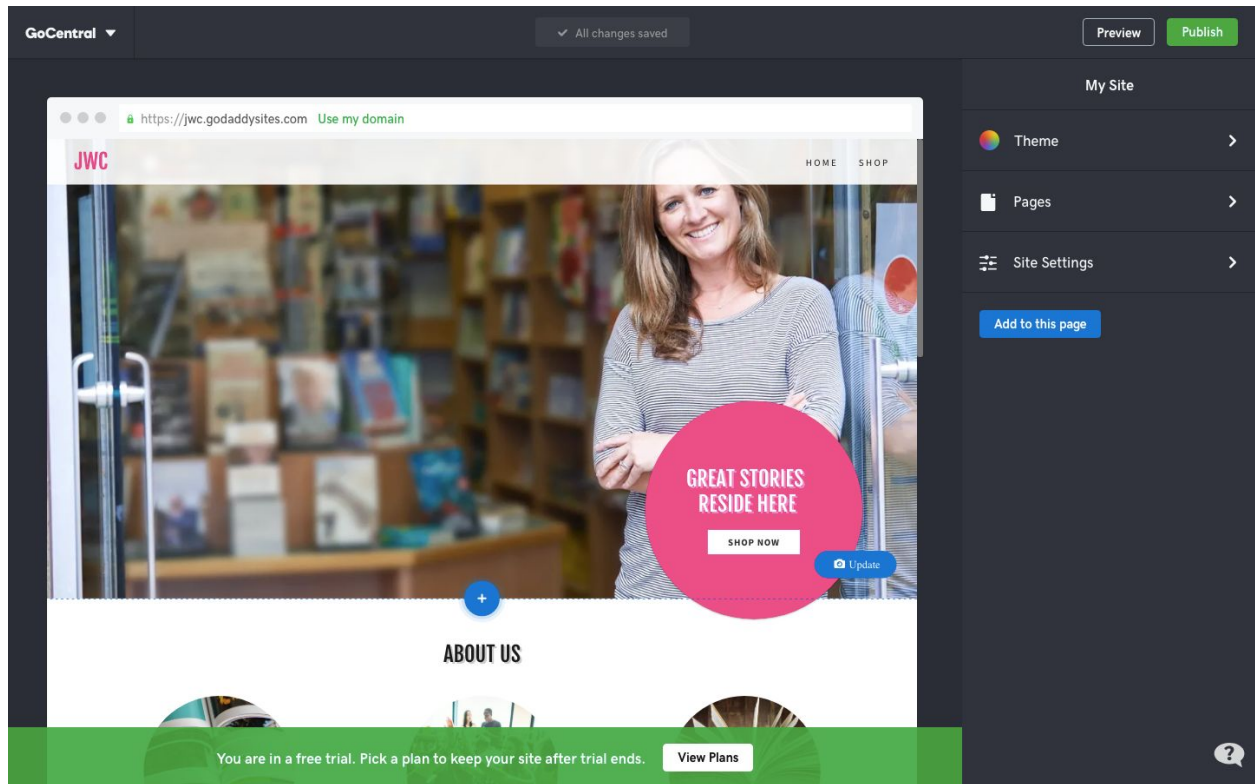 GoCentral
All changes saved
Preview
Publish
My Site
https://jwc.godaddysites.com Use my domain
JWC
HOME SHOP
Theme
Pages
Site Settings
Add to this page
GREAT STORIES
RESIDE HERE
SHOP NOW
Update
+
ABOUT US
You are in a free trial. Pick a plan to keep your site after trial ends.
View Plans
?